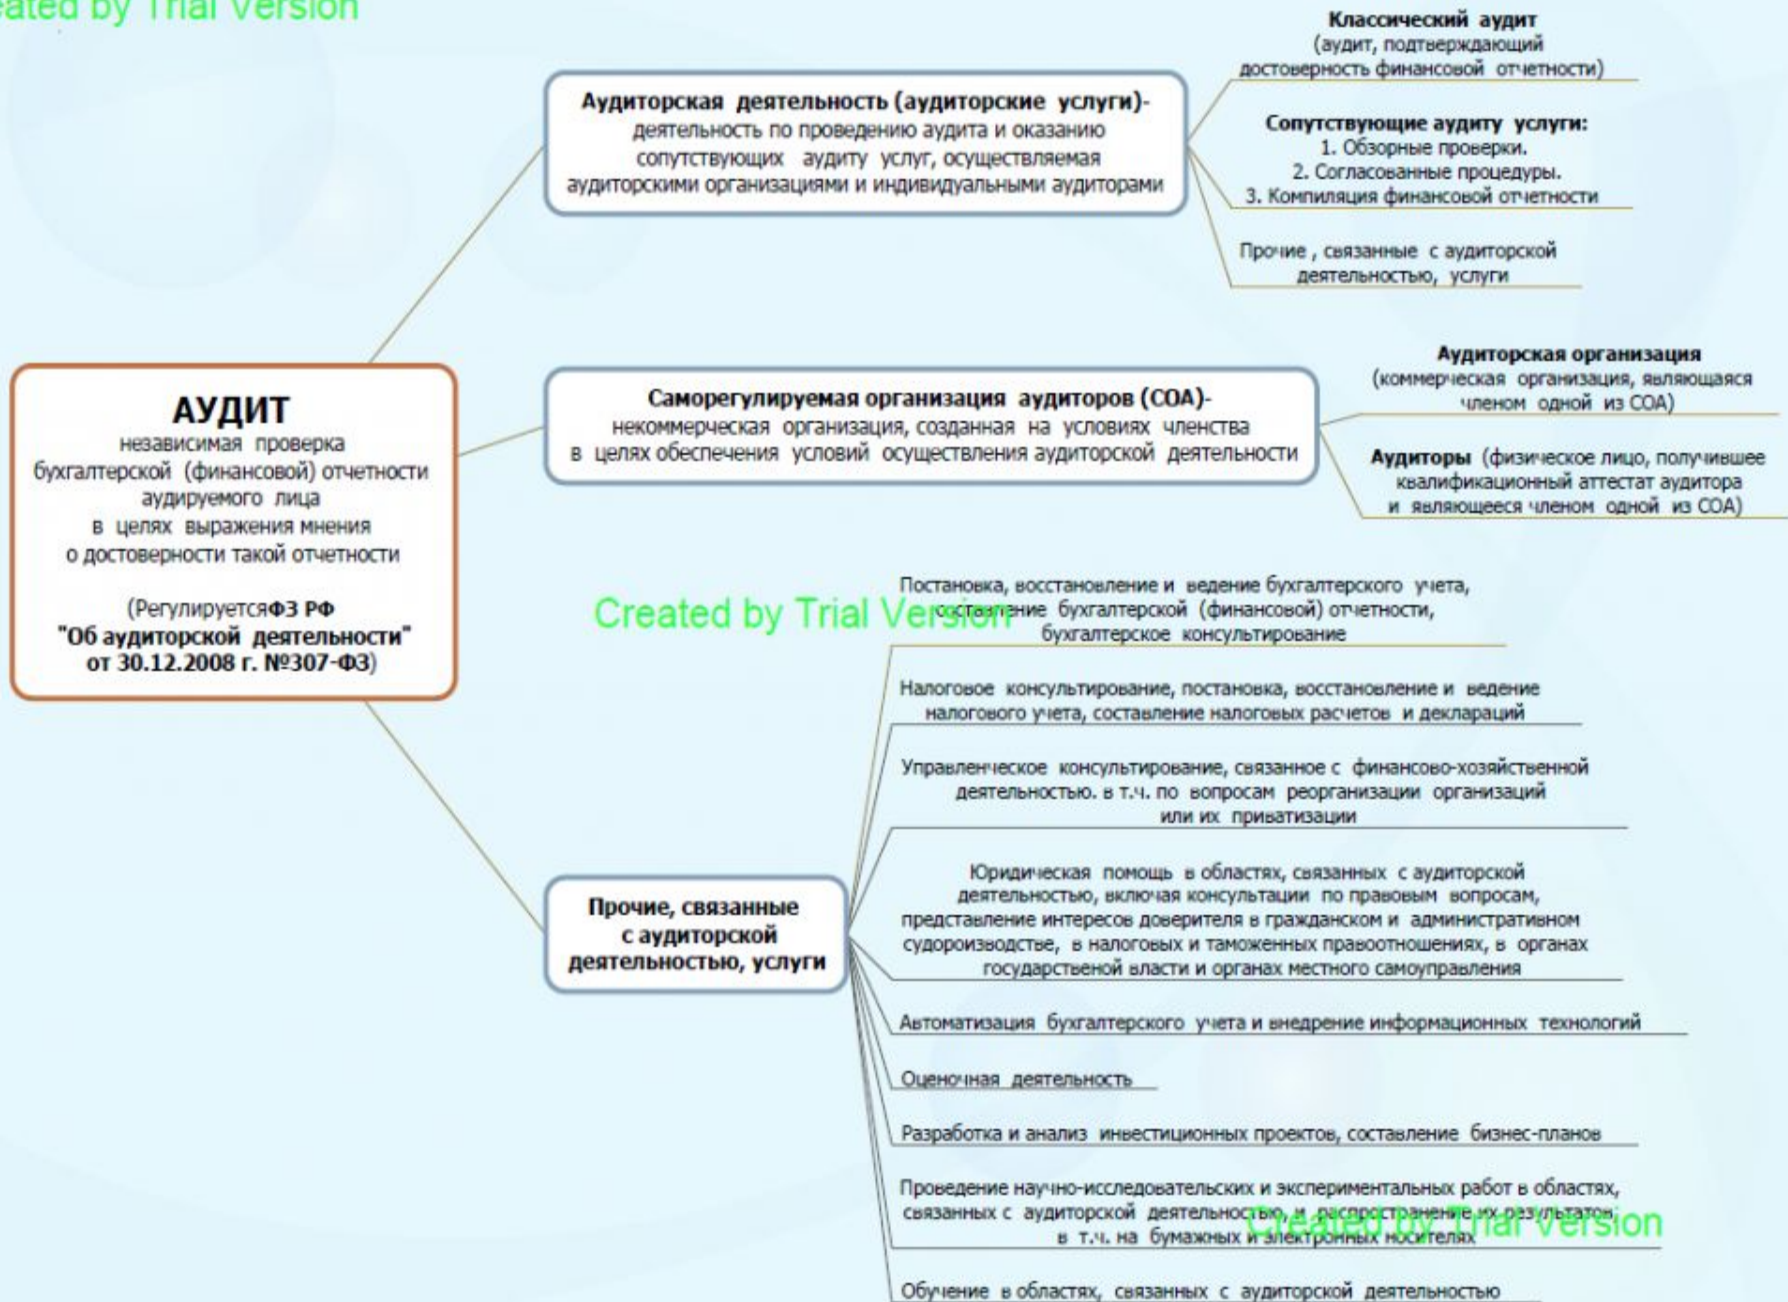 Created by Trial Version
Классический аудит
(аудит, подтверждающий
достоверность финансовой отчетности)
Аудиторская деятельность (аудиторские услуги)-
деятельность по проведению аудита и оказанию
сопутствующих аудиту услуг, осуществляемая
аудиторскими организациями и индивидуальными аудиторами
Сопутствующие аудиту услуги:
1. Обзорные проверки.
2. Согласованные процедуры.
3. Компиляция финансовой отчетности
Прочие , связанные с аудиторской
деятельностью, услуги
АУДИТ
независимая проверка
бухгалтерской (финансовой) отчетности
аудируемого лица
в целях выражения мнения
о достоверности такой отчетности
(РегулируетсяФЗ РФ
"Об аудиторской деятельности"
от 30.12.2008 г. №307-ФЗ)
Саморегулируемая организация аудиторов (СОА)-
некоммерческая организация, созданная на условиях членства
в целях обеспечения условий осуществления аудиторской деятельности
Аудиторская организация
(коммерческая организация, являющаяся
членом одной из СОА)
Аудиторы (физическое лицо, получившее
квалификационный аттестат аудитора
и являющееся членом одной из СОА)
Created by Trial Version
Прочие, связанные
с аудиторской
деятельностью, услуги
Постановка, восстановление и ведение бухгалтерского учета,
составление бухгалтерской (финансовой) отчетности,
бухгалтерское консультирование
Налоговое консультирование, постановка, восстановление и ведение
налогового учета, составление налоговых расчетов и деклараций
Управленческое консультирование, связанное с финансово-хозяйственной
деятельностью. в т.ч. по вопросам реорганизации организаций
или их приватизации
Юридическая помощь в областях, связанных с аудиторской
деятельностью, включая консультации по правовым вопросам,
представление интересов доверителя в гражданском и административном
судороизводстве, в налоговых и таможенных правоотношениях, в органах
государственой власти и органах местного самоуправления
Автоматизация бухгалтерского учета и внедрение информационных технологий
Оценочная деятельность
Разработка и анализ инвестиционных проектов, составление бизнес-планов
Проведение научно-исследовательских и экспериментальных работ в областях,
связанных с аудиторской деятельностью, и распространение их результатов,
в т.ч. на бумажных и электронных носителях
Created by Trial Version
Обучение в областях, связанных с аудиторской деятельностью